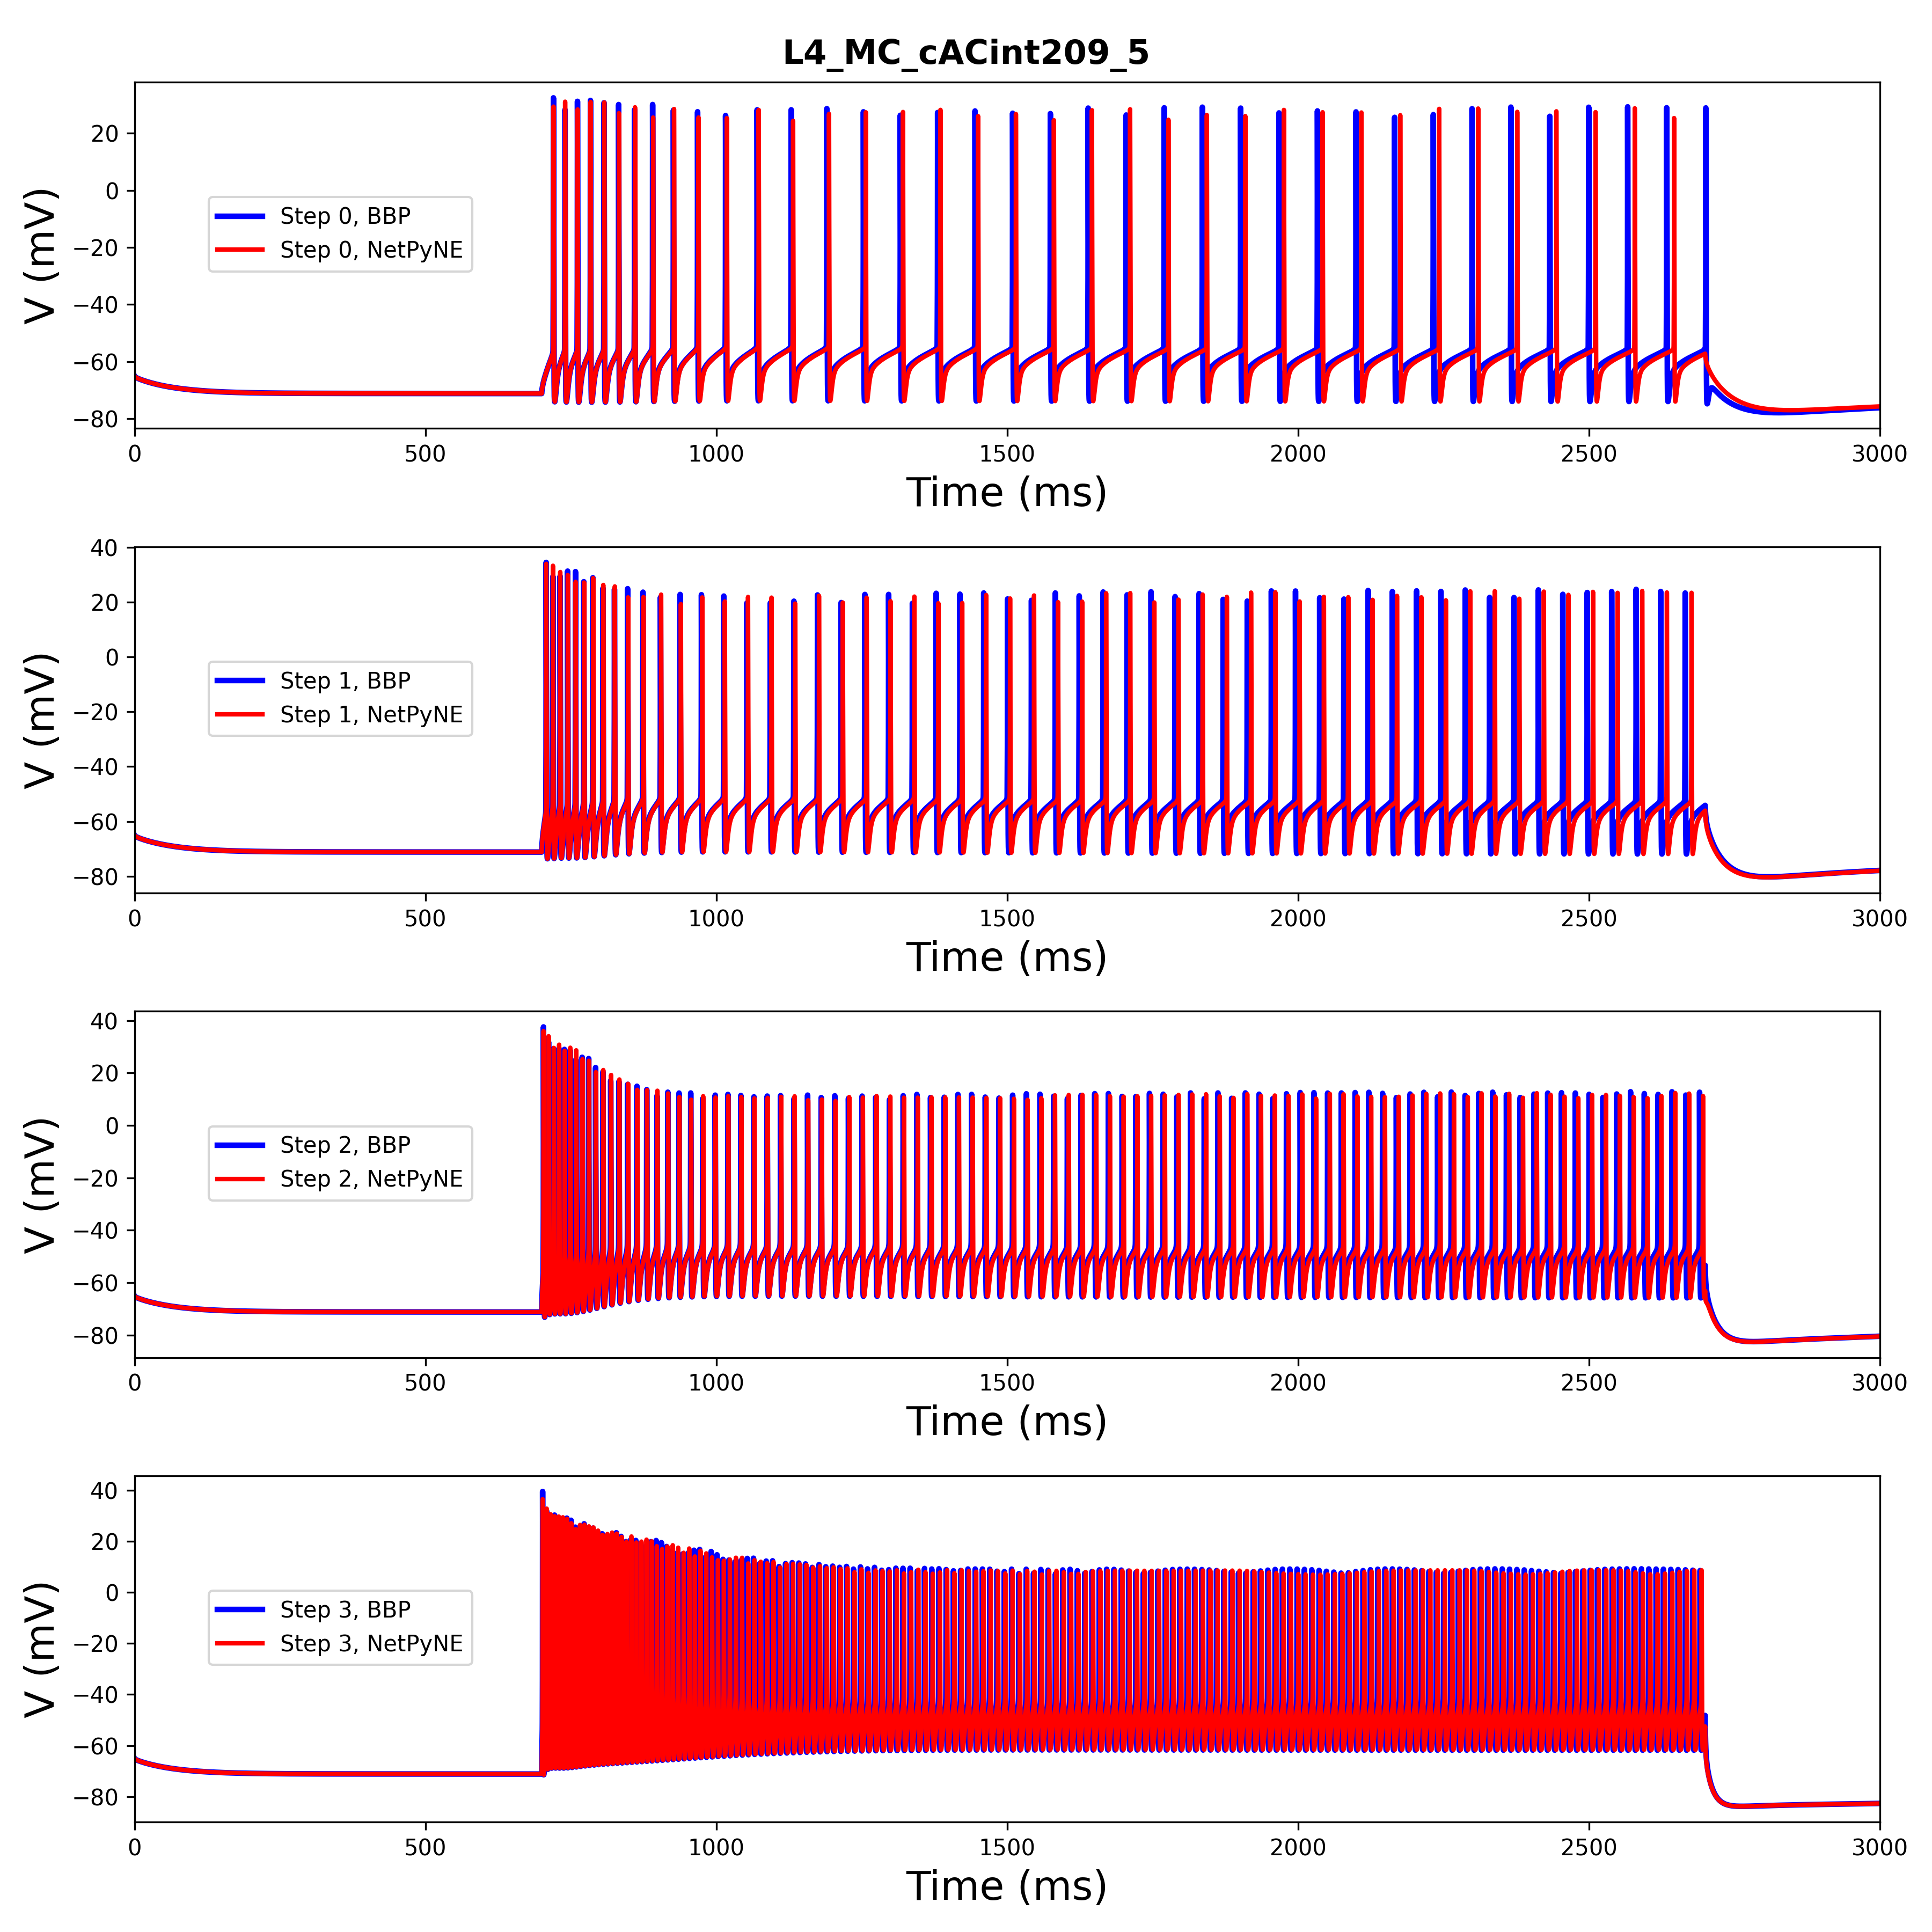 L4_MC_cACint209_5
20
0
−20
−40
−60
−80
V (mV)
Step 0, BBP
Step 0, NetPyNE
0 500 1000 1500 2000 2500 3000
Time (ms)
40
20
0
−20
−40
−60
−80
V (mV)
Step 1, BBP
Step 1, NetPyNE
0 500 1000 1500 2000 2500 3000
Time (ms)
40
20
0
−20
−40
−60
−80
V (mV)
Step 2, BBP
Step 2, NetPyNE
0 500 1000 1500 2000 2500 3000
Time (ms)
40
20
0
−20
−40
−60
−80
V (mV)
Step 3, BBP
Step 3, NetPyNE
0 500 1000 1500 2000 2500 3000
Time (ms)